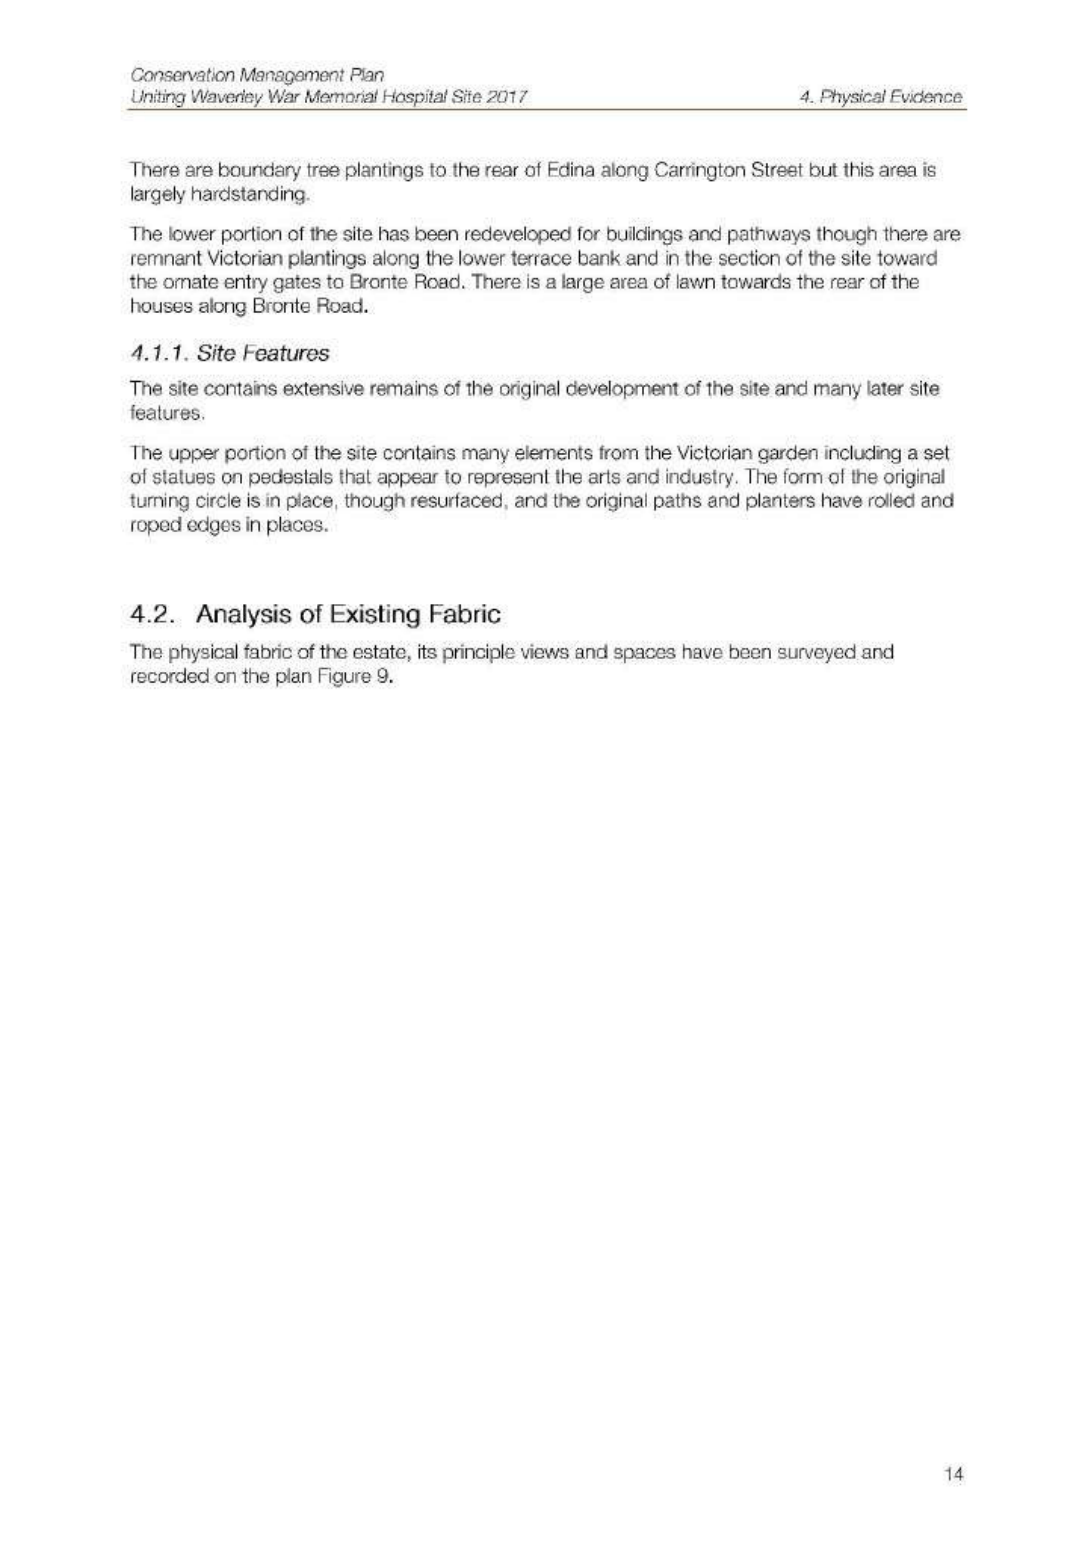 Conservation Management Plan
Uniting Waverley War Memorial Hospital Site 2017
4. Physical Evidence
There are boundary tree plantings to the rear of Edina along Carrington Street but this area is
largely hardstanding.
The lower portion of the site has been redeveloped for buildings and pathways though there are
remnant Victorian plantings along the lower terrace bank and in the section of the site toward
the ornate entry gates to Bronte Road. There is a large area of lawn towards the rear of the
houses along Bronte Road.
4.1.1. Site Features
The site contains extensive remains of the original development of the site and many later site
features.
The upper portion of the site contains many elements from the Victorian garden including a set
of statues on pedestals that appear to represent the arts and industry. The form of the original
turning circle is in place, though resurfaced, and the original paths and planters have rolled and
roped edges in places.
4.2. Analysis of Existing Fabric
The physical fabric of the estate, its principle views and spaces have been surveyed and
recorded on the plan Figure 9.
14